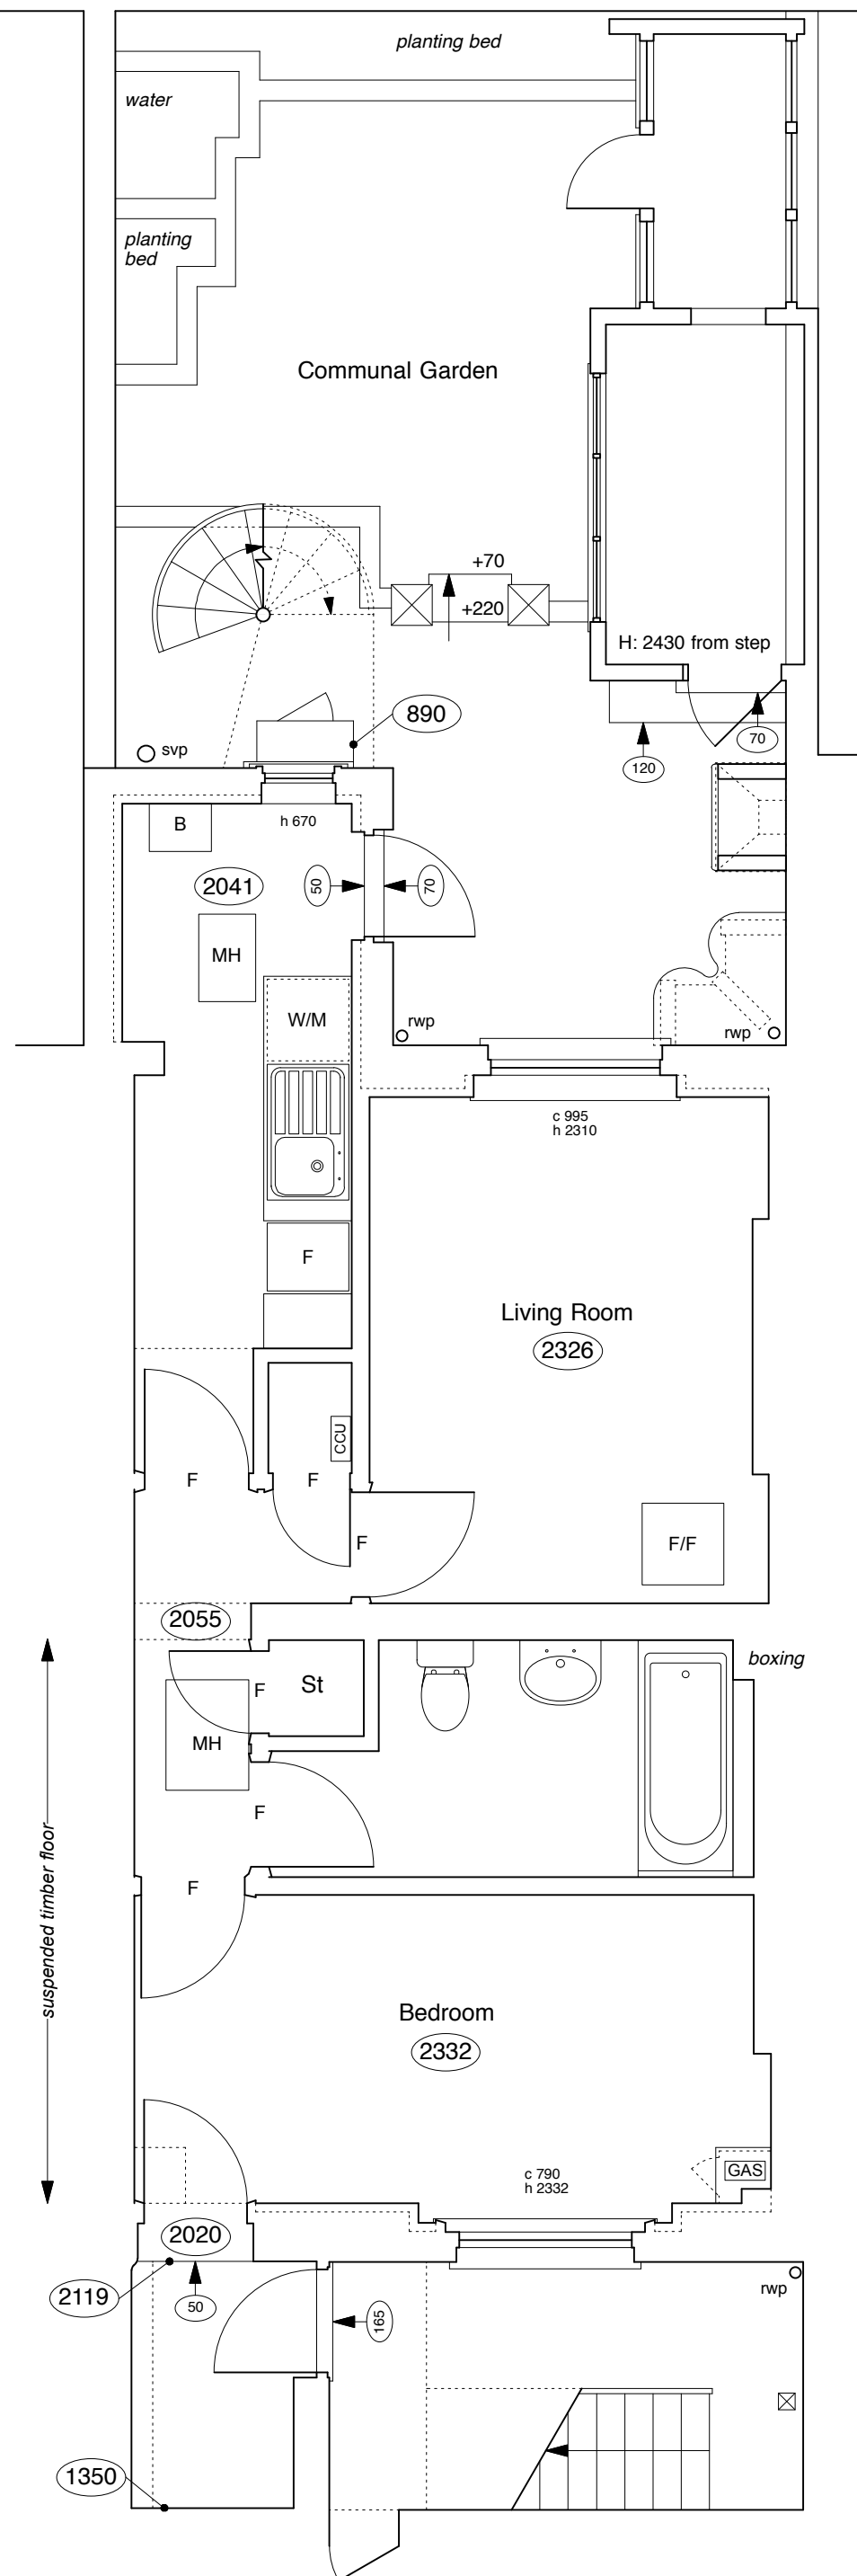 planting bed
water
planting
bed
Communal Garden
+70
+220
H: 2430 from step
890
70
svp
120
h 670
B
2041
50
70
MH
W/M
rwp
rwp
c 995
h 2310
F
Living Room
2326
CCU
F
F
F
F/F
2055
boxing
F
St
MH
F
suspended timber floor
F
Bedroom
2332
GAS
c 790
h 2332
2020
2119
50
rwp
165
1350